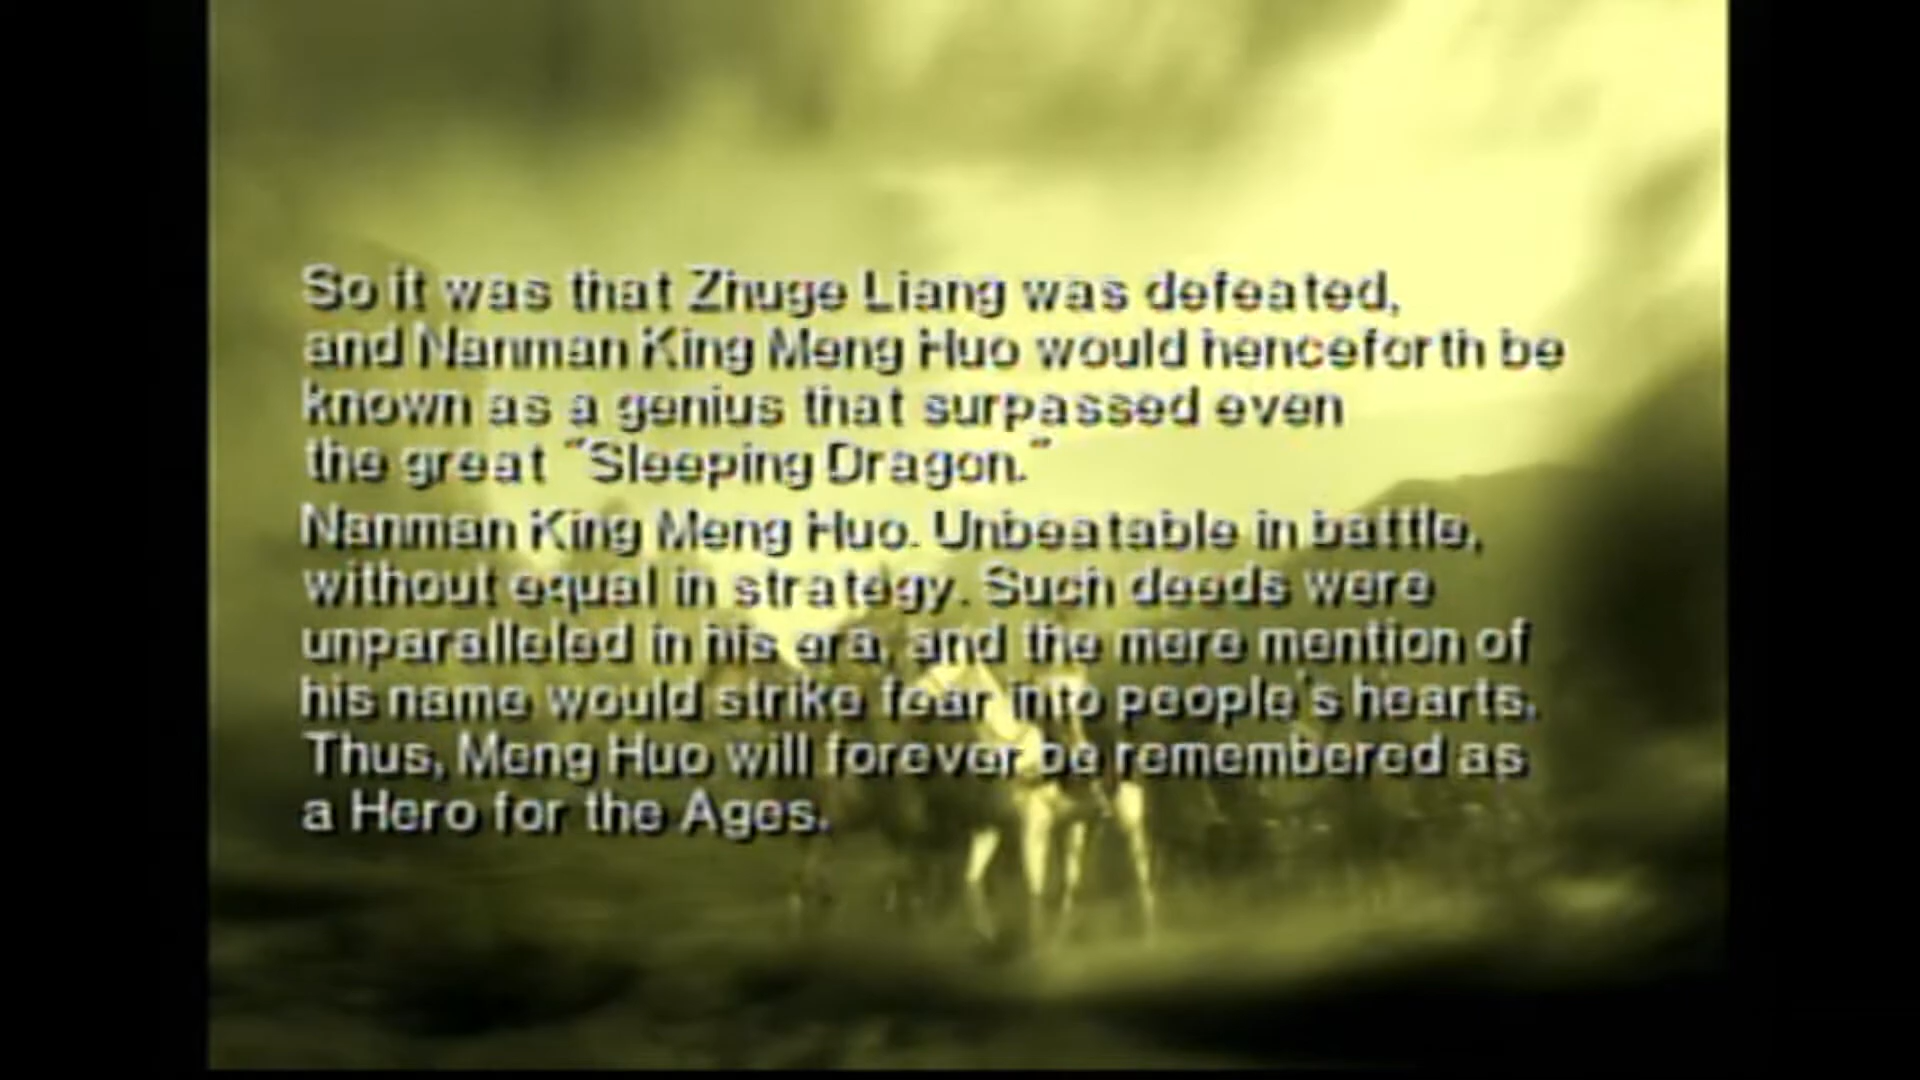 So it was that Zhuge Liang was defeated,
and Nanman King Meng Huo would henceforth be
known as a genius that surpassed even
the great "Sleeping Dragon."
Nanman King Meng Huo. Unbeatable in battle,
without equal in strategy. Such deeds were
unparalleled in his era, and the mere mention of
his name would strike fear into people's hearts.
Thus, Meng Huo will forever be remembered as
a Hero for the Ages.